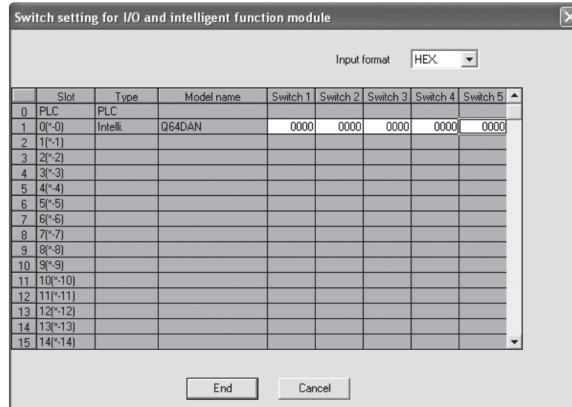 Switch setting for I/O and intelligent function module
Input format HEX.
Slot Type Model name Switch 1 Switch 2 Switch 3 Switch 4 Switch 5
0 PLC PLC
1 0(*-0) Intelli. Q64DAN 0000 0000 0000 0000 0000
2 1(*-1)
3 2(*-2)
4 3(*-3)
5 4(*-4)
6 5(*-5)
7 6(*-6)
8 7(*-7)
9 8(*-8)
10 9(*-9)
11 10(*-10)
12 11(*-11)
13 12(*-12)
14 13(*-13)
15 14(*-14)
End Cancel